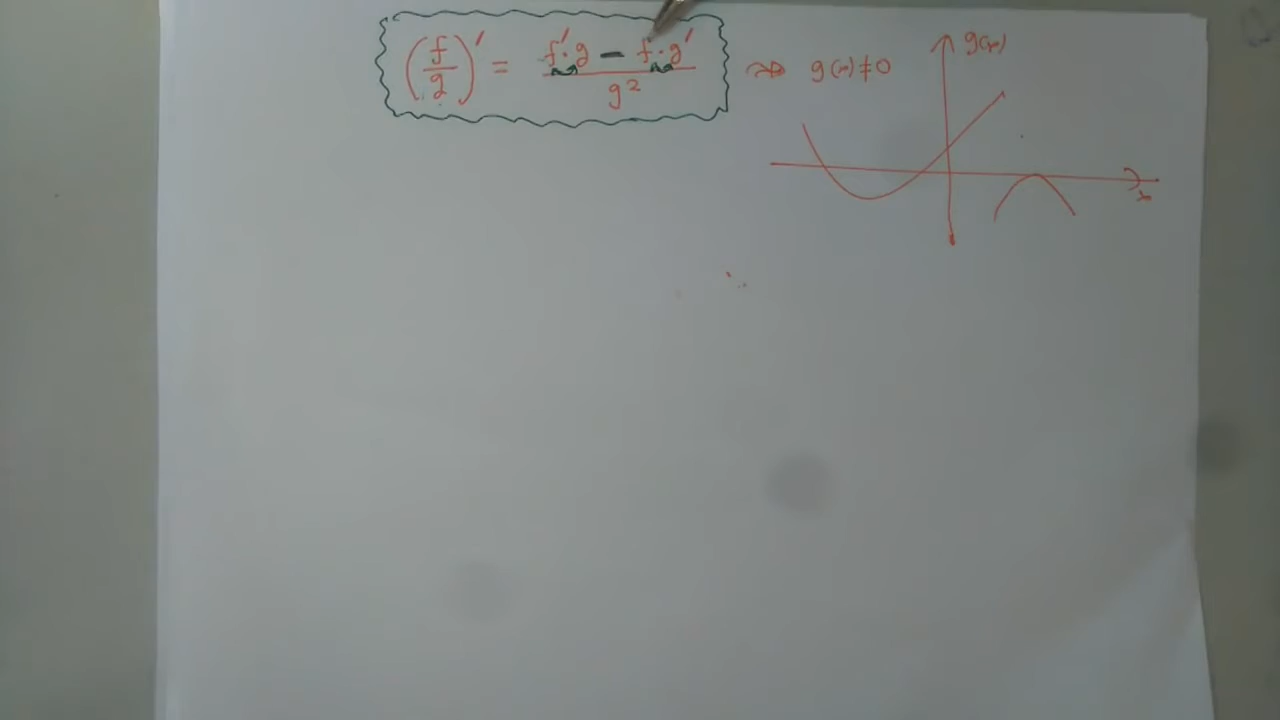 (f/g)′ = (f′·g − f·g′)/g² ⇝ g(x) ≠ 0
g(x)
x